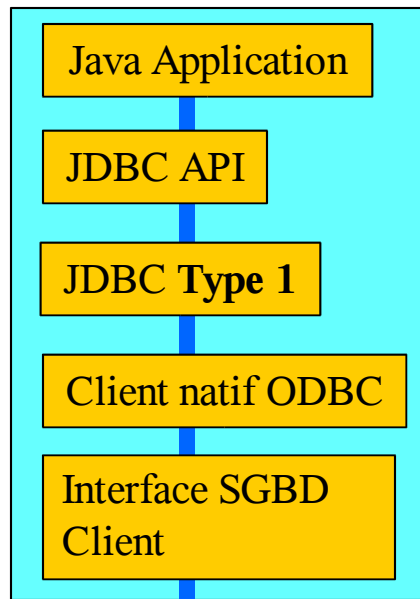 Java Application
JDBC API
JDBC Type 1
Client natif ODBC
Interface SGBD
Client